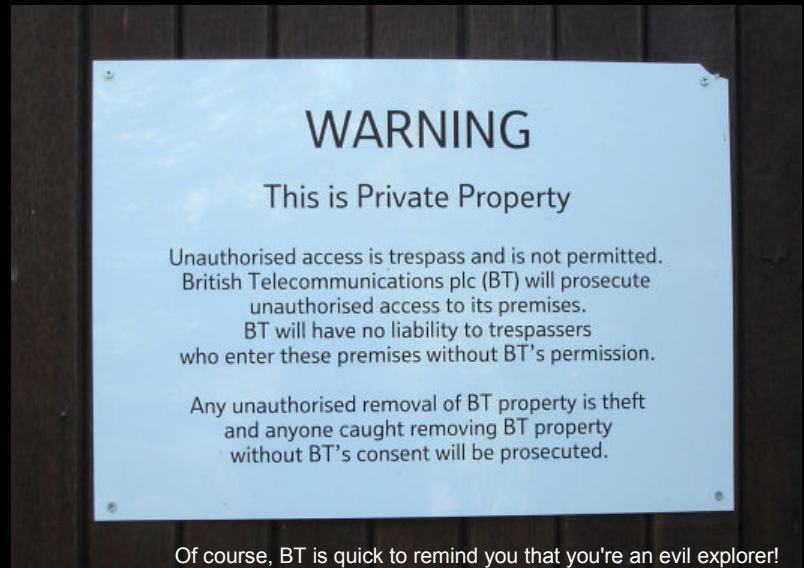 WARNING
This is Private Property
Unauthorised access is trespass and is not permitted.
British Telecommunications plc (BT) will prosecute
unauthorised access to its premises.
BT will have no liability to trespassers
who enter these premises without BT's permission.
Any unauthorised removal of BT property is theft
and anyone caught removing BT property
without BT's consent will be prosecuted.
Of course, BT is quick to remind you that you're an evil explorer!